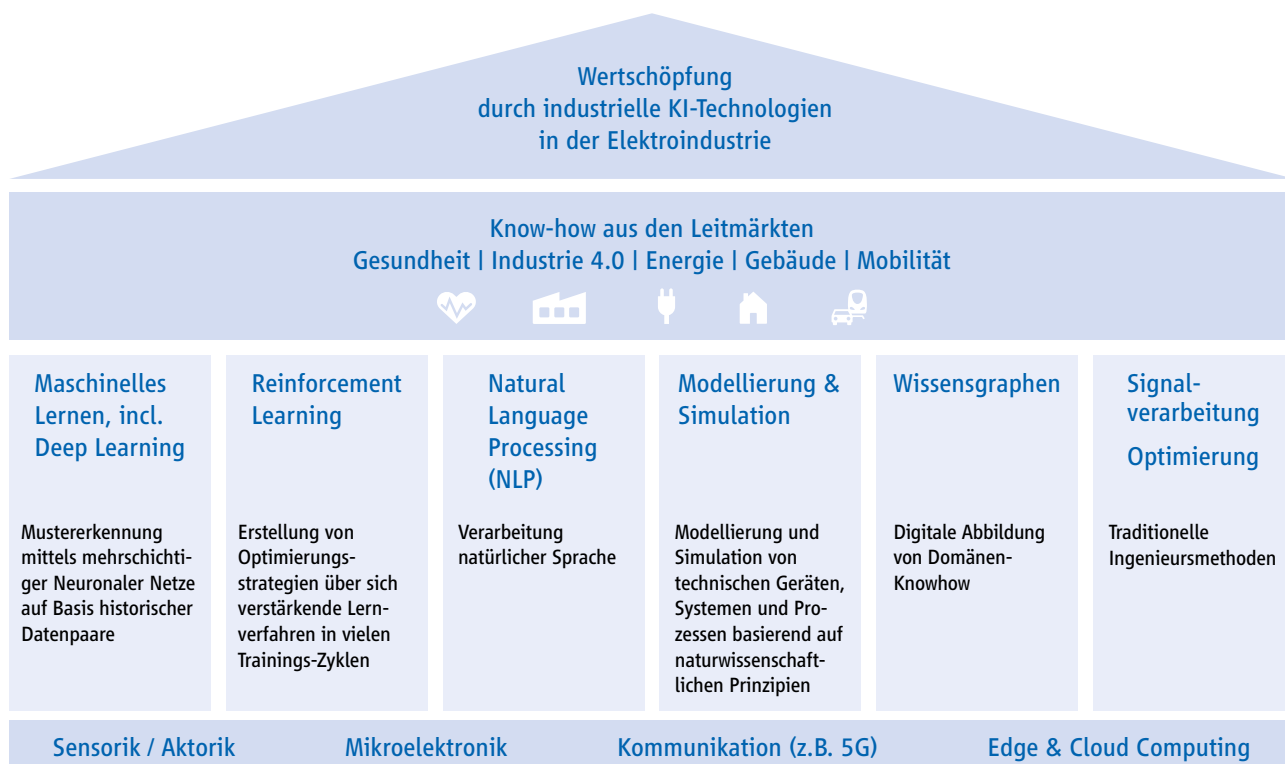 Wertschöpfung
durch industrielle KI-Technologien
in der Elektroindustrie
Know-how aus den Leitmärkten
Gesundheit | Industrie 4.0 | Energie | Gebäude | Mobilität
Maschinelles
Lernen, incl.
Deep Learning
Mustererkennung
mittels mehrschichti-
ger Neuronaler Netze
auf Basis historischer
Datenpaare
Reinforcement
Learning
Erstellung von
Optimierungs-
strategien über sich
verstärkende Lern-
verfahren in vielen
Trainings-Zyklen
Natural
Language
Processing
(NLP)
Verarbeitung
natürlicher Sprache
Modellierung &
Simulation
Modellierung und
Simulation von
technischen Geräten,
Systemen und Pro-
zessen basierend auf
naturwissenschaft-
lichen Prinzipien
Wissensgraphen
Digitale Abbildung
von Domänen-
Knowhow
Signal-
verarbeitung
Optimierung
Traditionelle
Ingenieursmethoden
Sensorik / Aktorik
Mikroelektronik
Kommunikation (z.B. 5G)
Edge & Cloud Computing